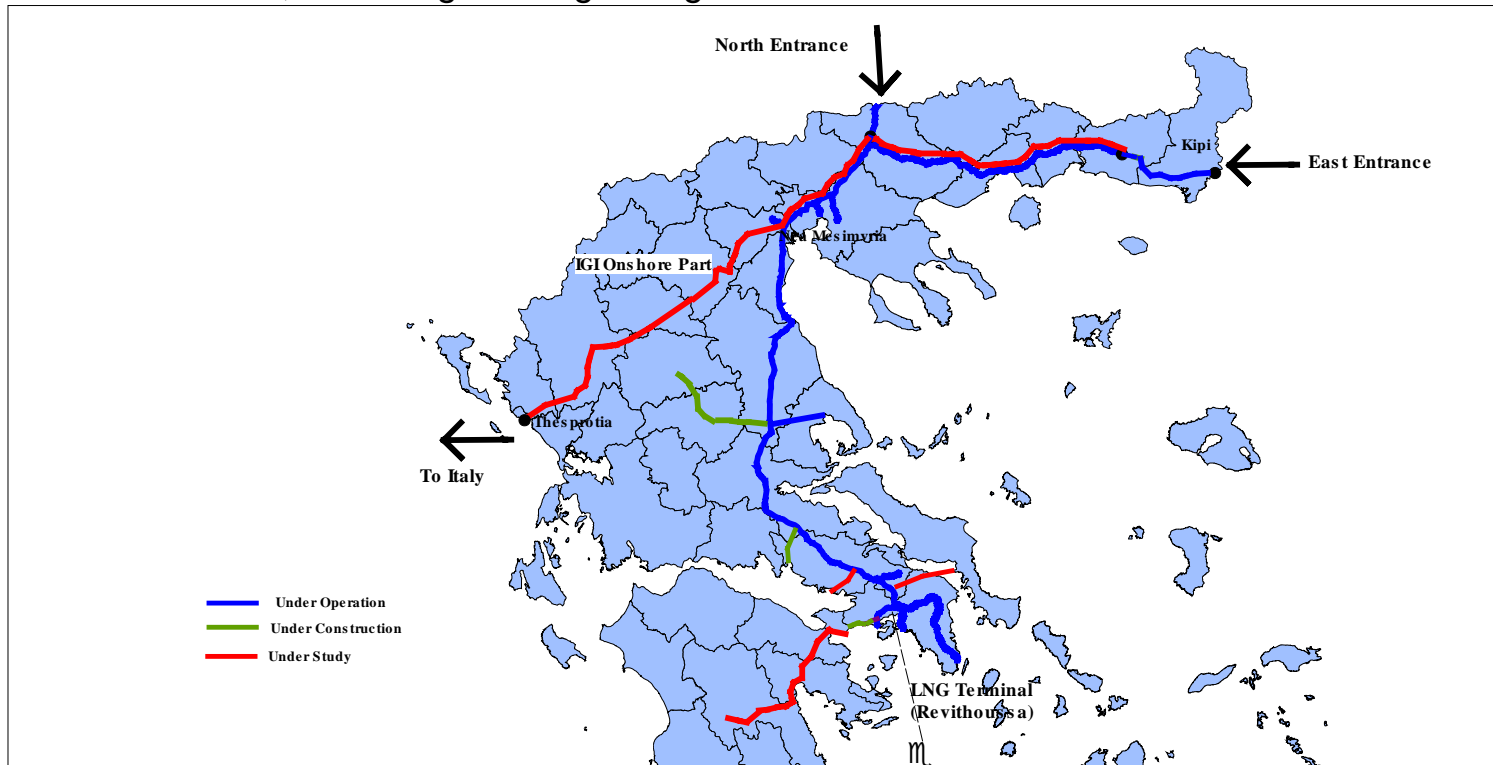 North Entrance
Kipi
East Entrance
Nea Mesimvria
IGI Onshore Part
Thesprotia
To Italy
Under Operation
Under Construction
Under Study
LNG Terminal
(Revithoussa)
♏